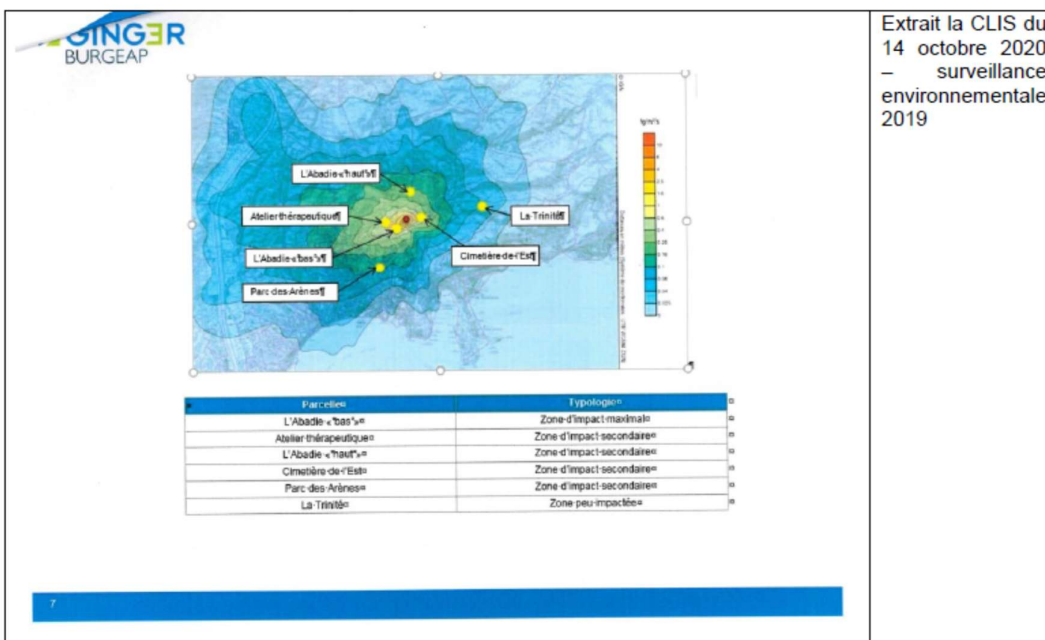 GINGER
BURGEAP
Extrait la CLIS du
14 octobre 2020
– surveillance
environnementale
2019
L'Abadie·«"haut"»¶
Atelier·thérapeutique¶
L'Abadie·«"bas"»¶
Parc·des·Arènes¶
La·Trinité¶
Cimetière·de·l'Est¶
Parcelle¤ Typologie¤ ¤
L'Abadie·«"bas"»¤ Zone·d'impact·maximal¤ ¤
Atelier·thérapeutique¤ Zone·d'impact·secondaire¤ ¤
L'Abadie·«"haut"»¤ Zone·d'impact·secondaire¤ ¤
Cimetière·de·l'Est¤ Zone·d'impact·secondaire¤ ¤
Parc·des·Arènes¤ Zone·d'impact·secondaire¤ ¤
La·Trinité¤ Zone·peu·impactée¤ ¤
7